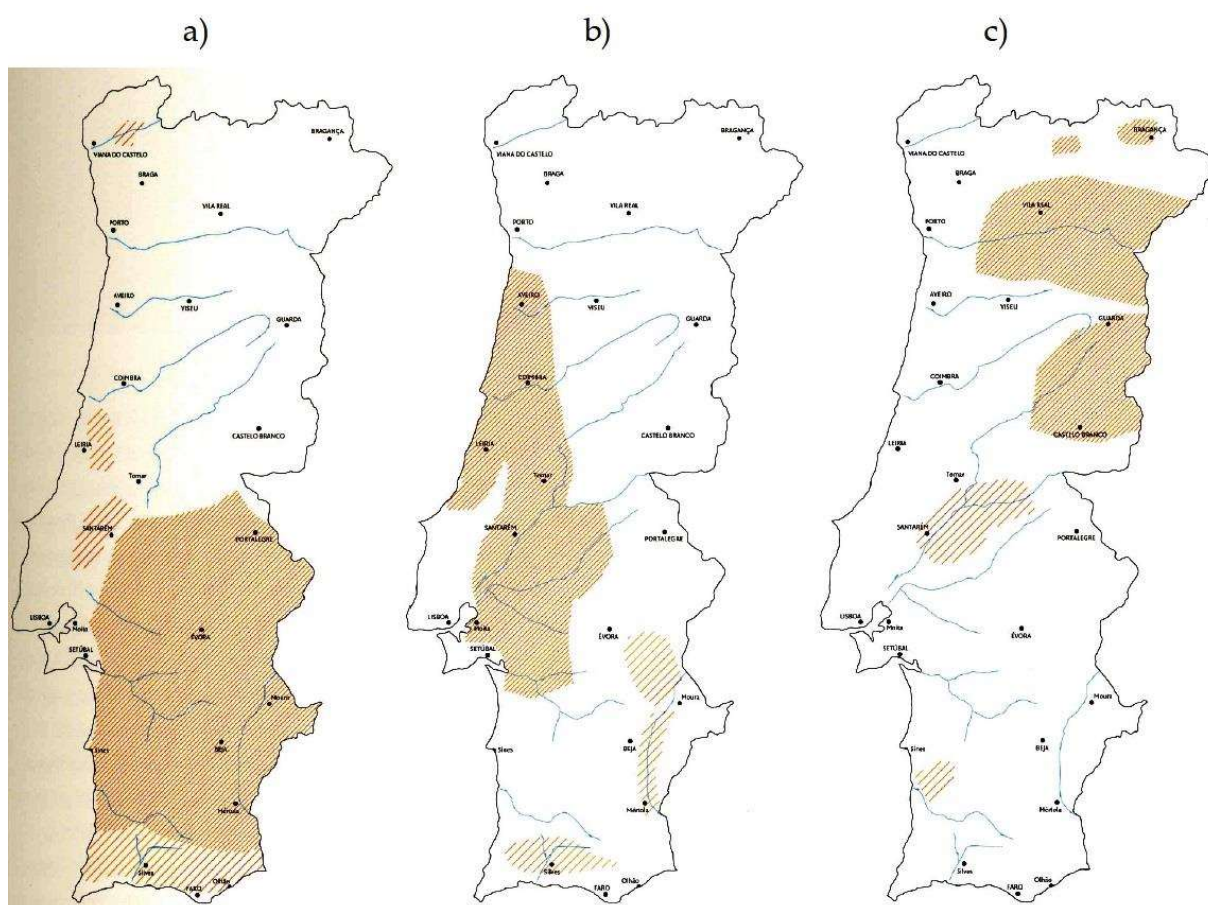 a)
b)
c)
VIANA DO CASTELO
BRAGANÇA
BRAGA
VILA REAL
PORTO
AVEIRO
VISEU
GUARDA
COIMBRA
CASTELO BRANCO
LEIRIA
Tomar
SANTARÉM
PORTALEGRE
LISBOA
Moita
ÉVORA
SETÚBAL
Moura
Sines
BEJA
Mértola
Silves
Olhão
FARO
VIANA DO CASTELO
BRAGANÇA
BRAGA
VILA REAL
PORTO
AVEIRO
VISEU
GUARDA
COIMBRA
CASTELO BRANCO
LEIRIA
Tomar
SANTARÉM
PORTALEGRE
LISBOA
Moita
ÉVORA
SETÚBAL
Moura
Sines
BEJA
Mértola
Silves
Olhão
FARO
VIANA DO CASTELO
BRAGANÇA
BRAGA
VILA REAL
PORTO
AVEIRO
VISEU
GUARDA
COIMBRA
CASTELO BRANCO
LEIRIA
Tomar
SANTARÉM
PORTALEGRE
LISBOA
Moita
ÉVORA
SETÚBAL
Moura
Sines
BEJA
Mértola
Silves
Olhão
FARO